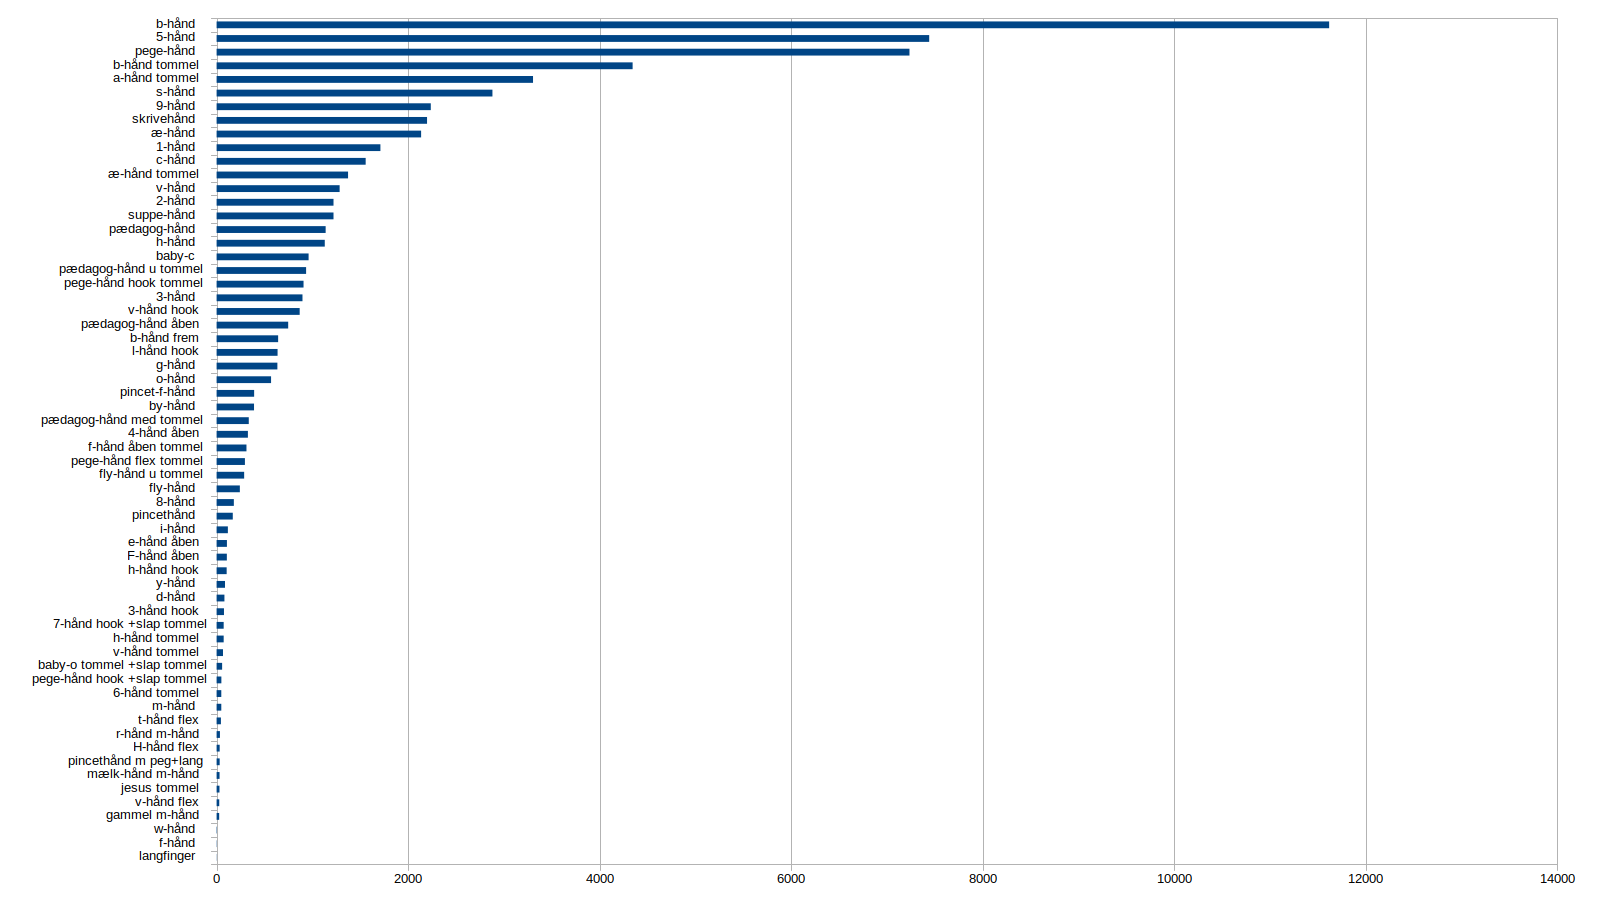 b-hånd
5-hånd
pege-hånd
b-hånd tommel
a-hånd tommel
s-hånd
9-hånd
skrivehånd
æ-hånd
1-hånd
c-hånd
æ-hånd tommel
v-hånd
2-hånd
suppe-hånd
pædagog-hånd
h-hånd
baby-c
pædagog-hånd u tommel
pege-hånd hook tommel
3-hånd
v-hånd hook
pædagog-hånd åben
b-hånd frem
l-hånd hook
g-hånd
o-hånd
pincet-f-hånd
by-hånd
pædagog-hånd med tommel
4-hånd åben
f-hånd åben tommel
pege-hånd flex tommel
fly-hånd u tommel
fly-hånd
8-hånd
pincethånd
i-hånd
e-hånd åben
F-hånd åben
h-hånd hook
y-hånd
d-hånd
3-hånd hook
7-hånd hook +slap tommel
h-hånd tommel
v-hånd tommel
baby-o tommel +slap tommel
pege-hånd hook +slap tommel
6-hånd tommel
m-hånd
t-hånd flex
r-hånd m-hånd
H-hånd flex
pincethånd m peg+lang
mælk-hånd m-hånd
jesus tommel
v-hånd flex
gammel m-hånd
w-hånd
f-hånd
langfinger
0 2000 4000 6000 8000 10000 12000 14000